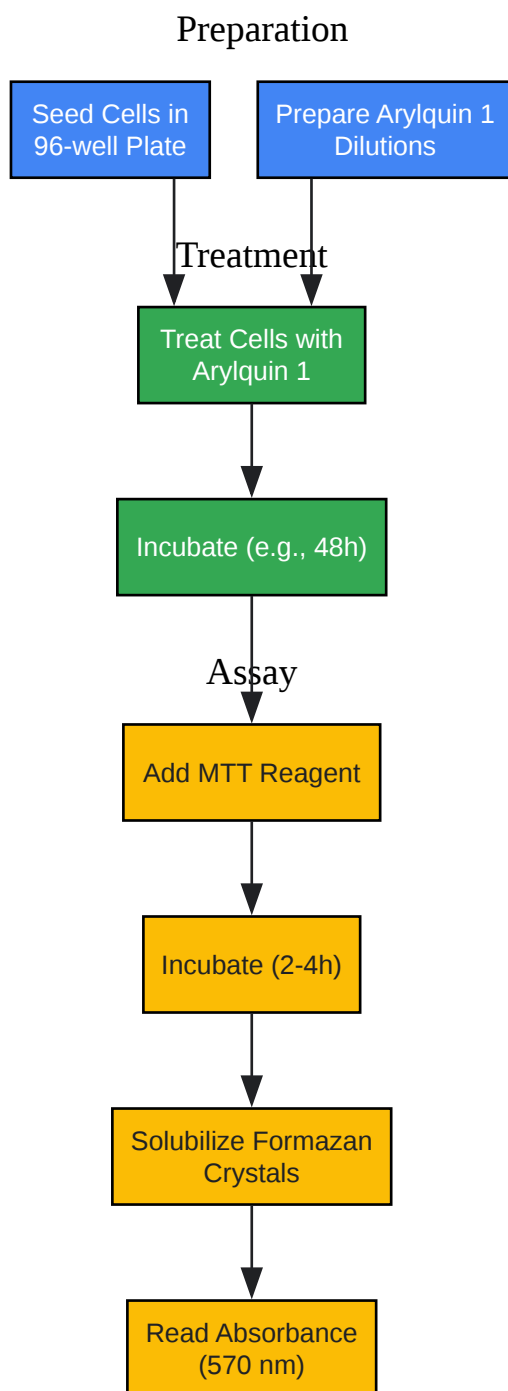 Preparation
Seed Cells in
96-well Plate
Prepare Arylquin 1
Dilutions
Treatment
Treat Cells with
Arylquin 1
Incubate (e.g., 48h)
Assay
Add MTT Reagent
Incubate (2-4h)
Solubilize Formazan
Crystals
Read Absorbance
(570 nm)